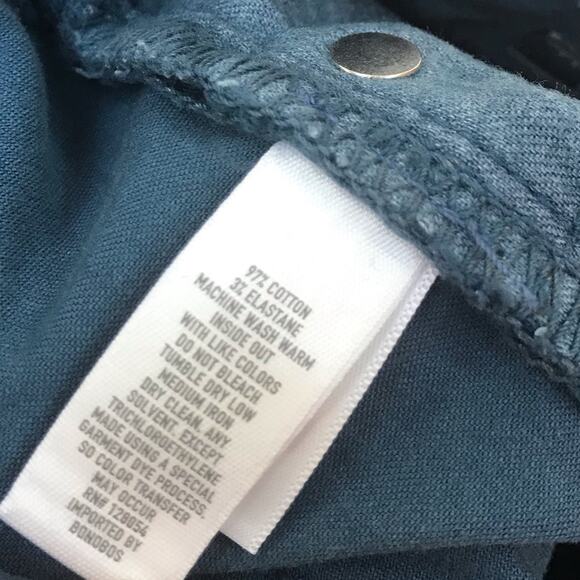 97% COTTON
3% ELASTANE
MACHINE WASH WARM
INSIDE OUT
WITH LIKE COLORS
DO NOT BLEACH
TUMBLE DRY LOW
MEDIUM IRON
DRY CLEAN, ANY
SOLVENT, EXCEPT
TRICHLOROETHYLENE
MADE USING A SPECIAL
GARMENT DYE PROCESS,
SO COLOR TRANSFER
MAY OCCUR
RN# 128054
IMPORTED BY
BONOBOS